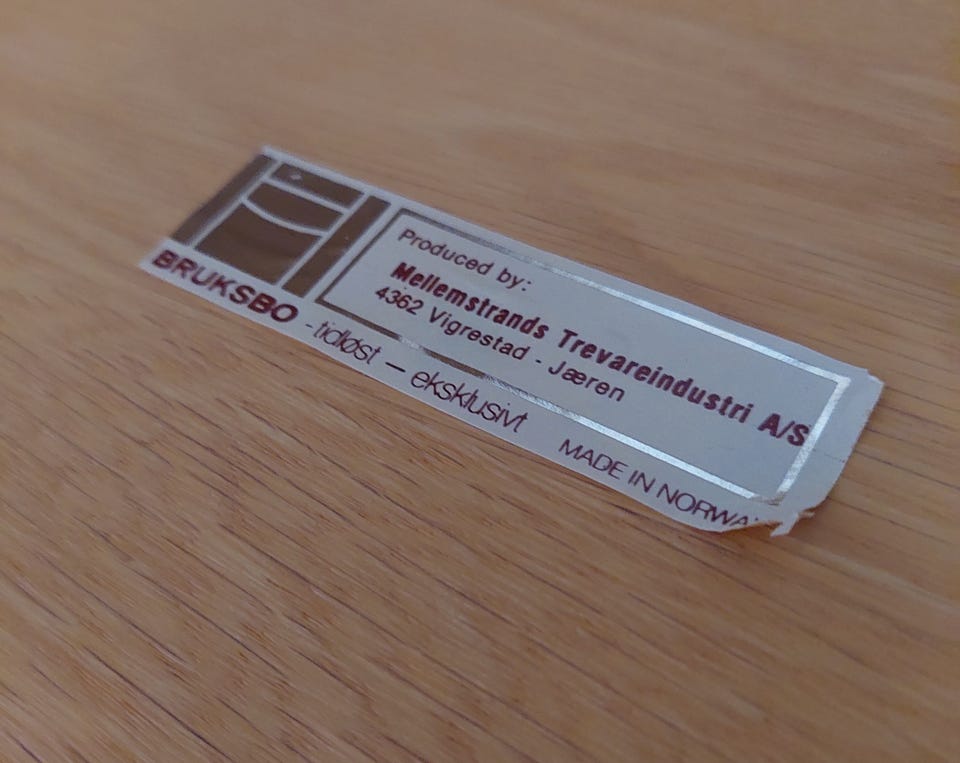 Produced by:
Mellemstrands Trevareindustri A/S
4362 Vigrestad - Jæren
BRUKSBO - tidløst — eksklusivt MADE IN NORWA